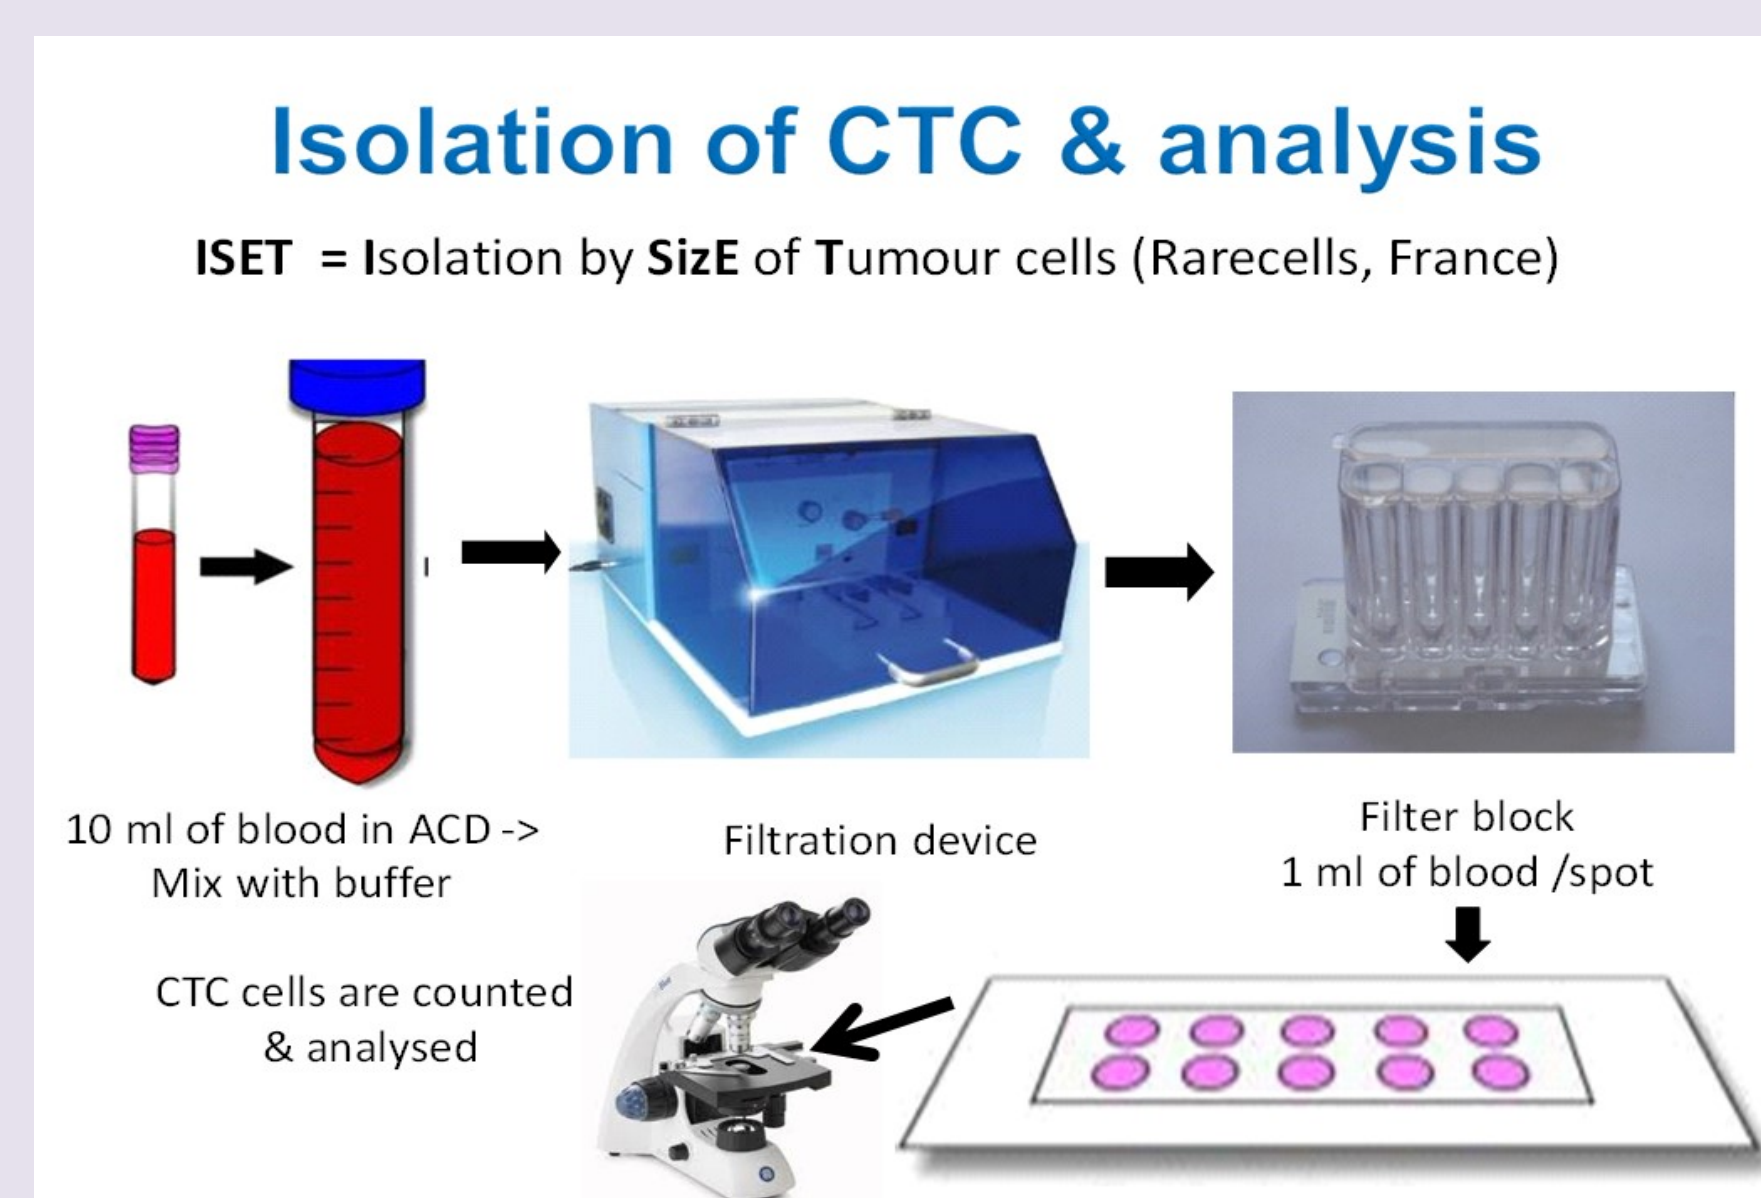 Isolation of CTC & analysis
ISET = Isolation by SizE of Tumour cells (Rarecells, France)
10 ml of blood in ACD ->
Mix with buffer
Filtration device
Filter block
1 ml of blood /spot
CTC cells are counted
& analysed